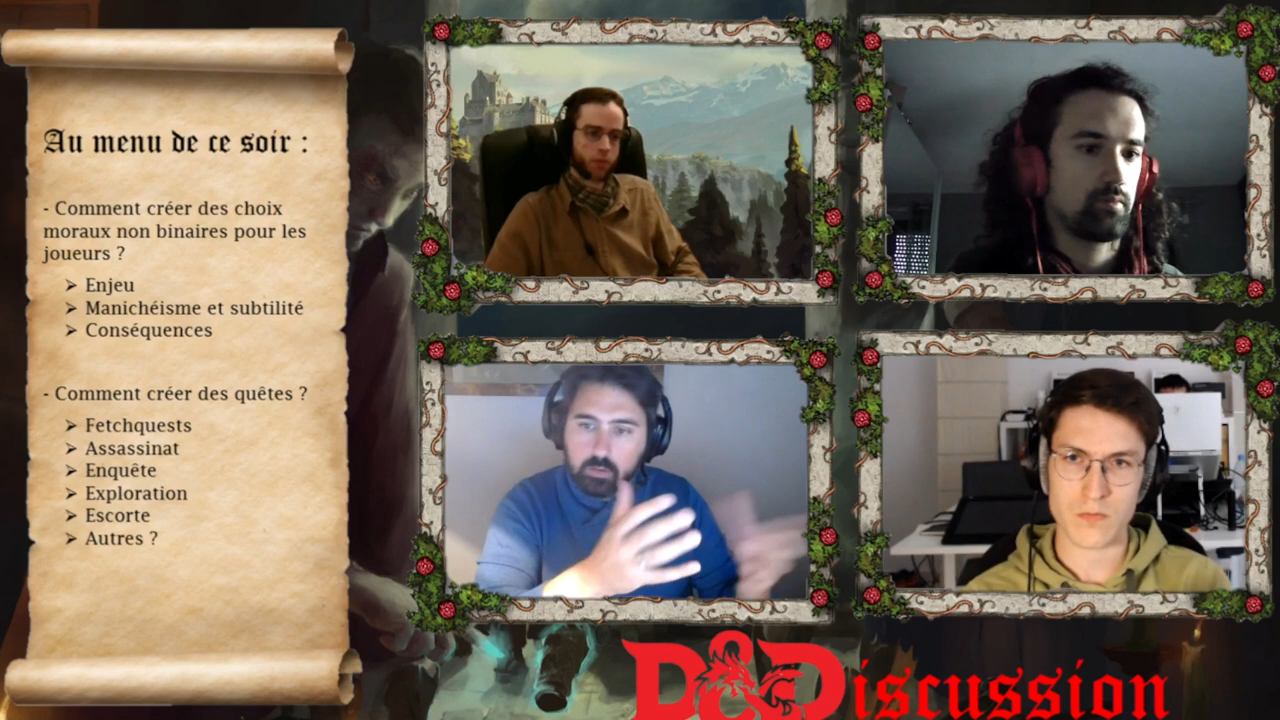 Au menu de ce soir :
- Comment créer des choix
moraux non binaires pour les
joueurs ?
➢ Enjeu
➢ Manichéisme et subtilité
➢ Conséquences
- Comment créer des quêtes ?
➢ Fetchquests
➢ Assassinat
➢ Enquête
➢ Exploration
➢ Escorte
➢ Autres ?
D&Discussion